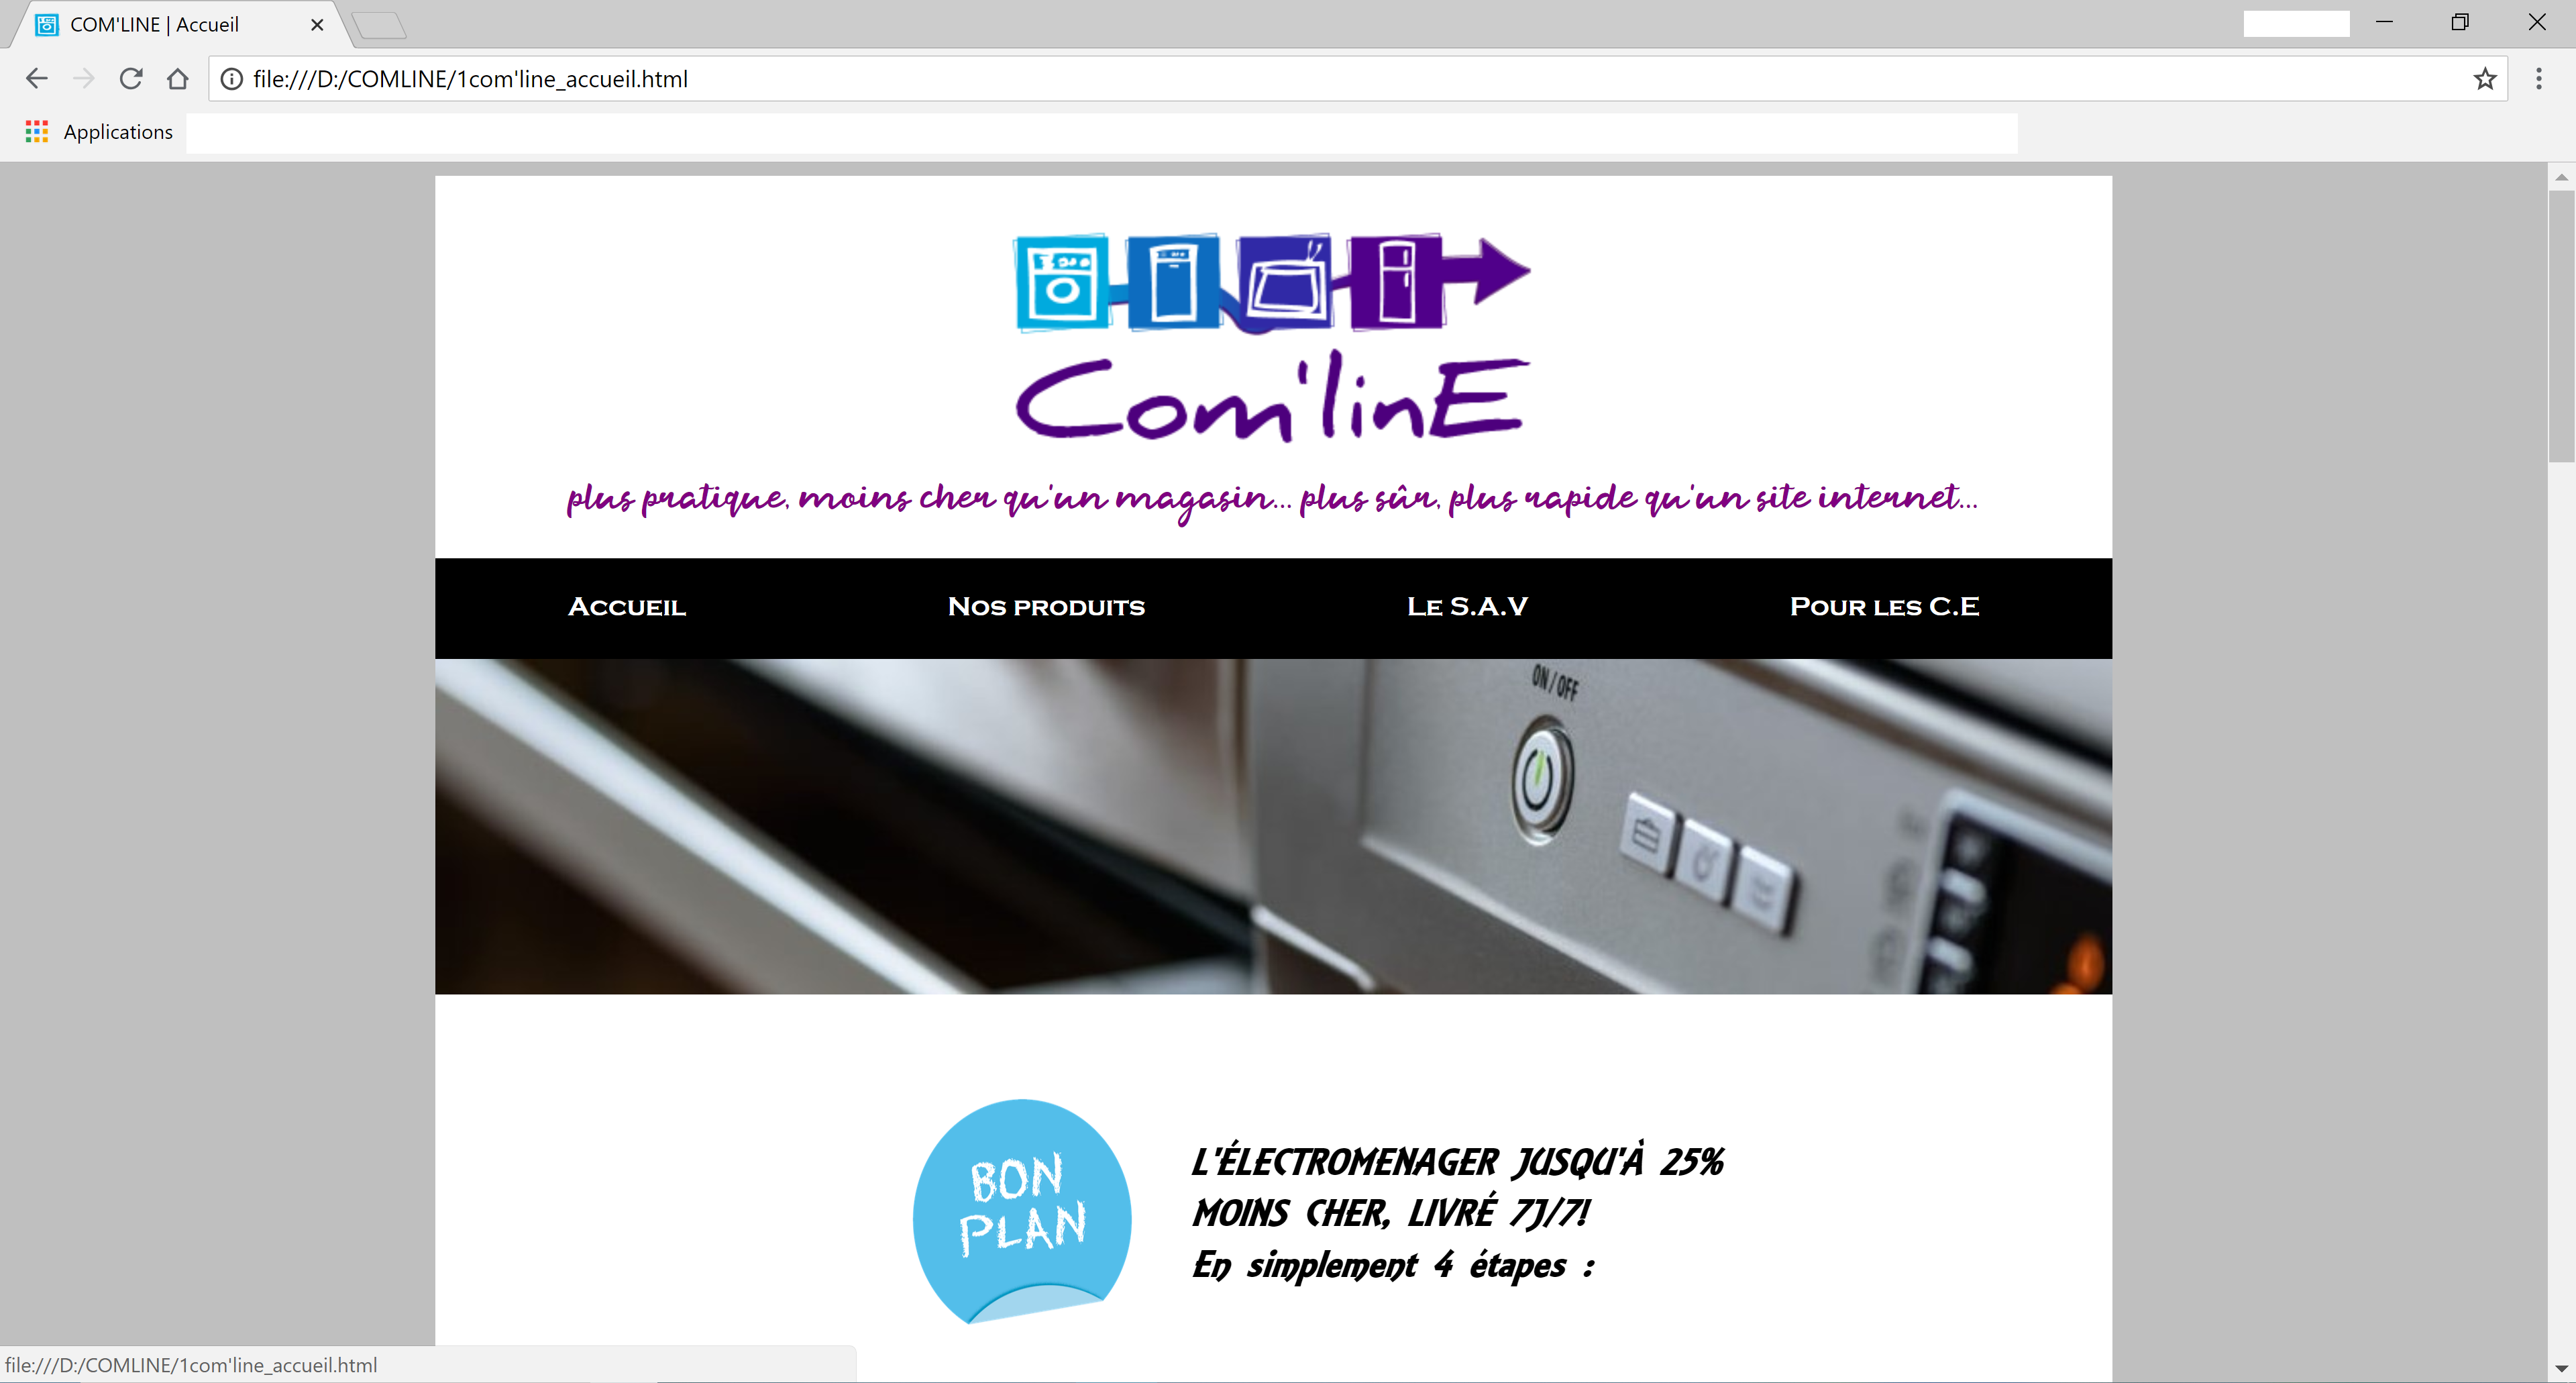 COM'LINE | Accueil
file:///D:/COMLINE/1com'line_accueil.html
Applications
Com'linE
plus pratique, moins cher qu'un magasin... plus sûr, plus rapide qu'un site internet...
Accueil Nos produits Le S.A.V Pour les C.E
ON/OFF
BON
PLAN
L'ÉLECTROMENAGER JUSQU'À 25%
MOINS CHER, LIVRÉ 7J/7!
En simplement 4 étapes :
file:///D:/COMLINE/1com'line_accueil.html